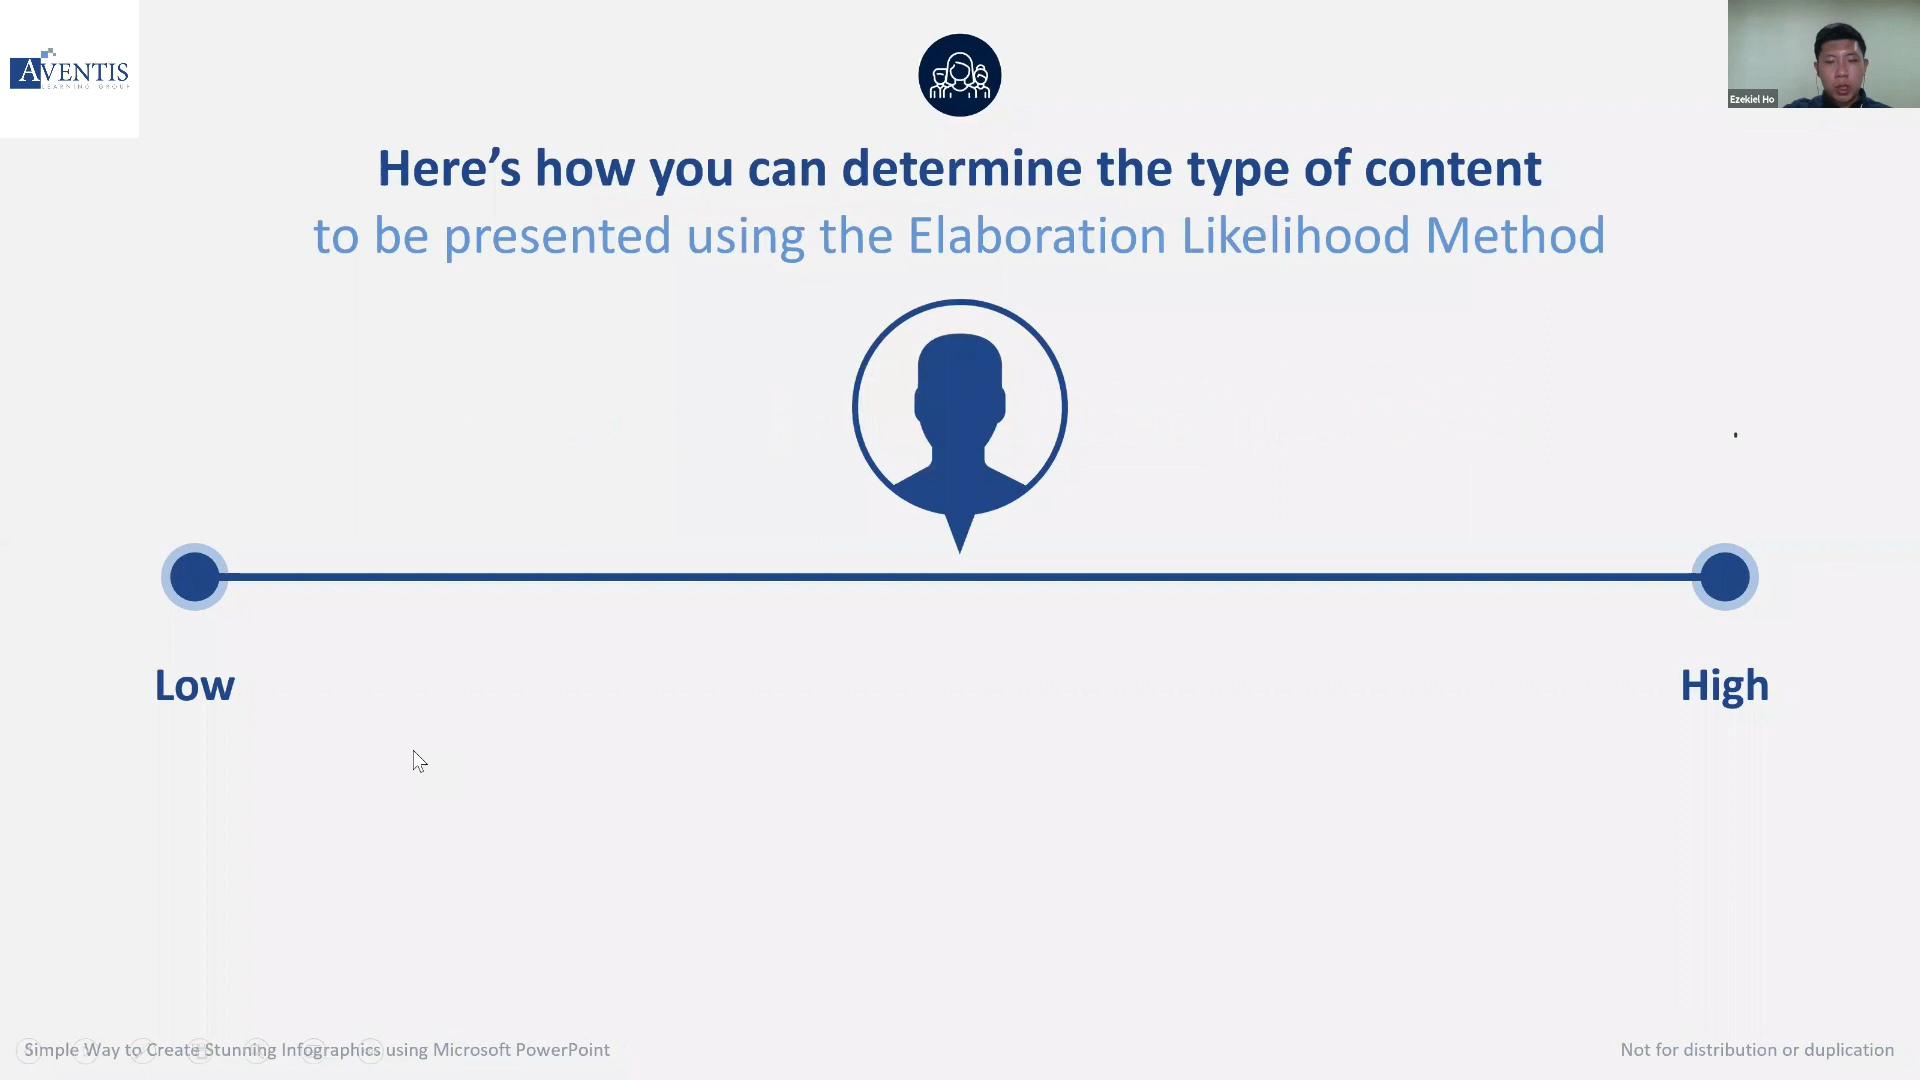 AVENTIS
LEARNING GROUP
Ezekiel Ho
Here’s how you can determine the type of content
to be presented using the Elaboration Likelihood Method
Low
High
Simple Way to Create Stunning Infographics using Microsoft PowerPoint
Not for distribution or duplication